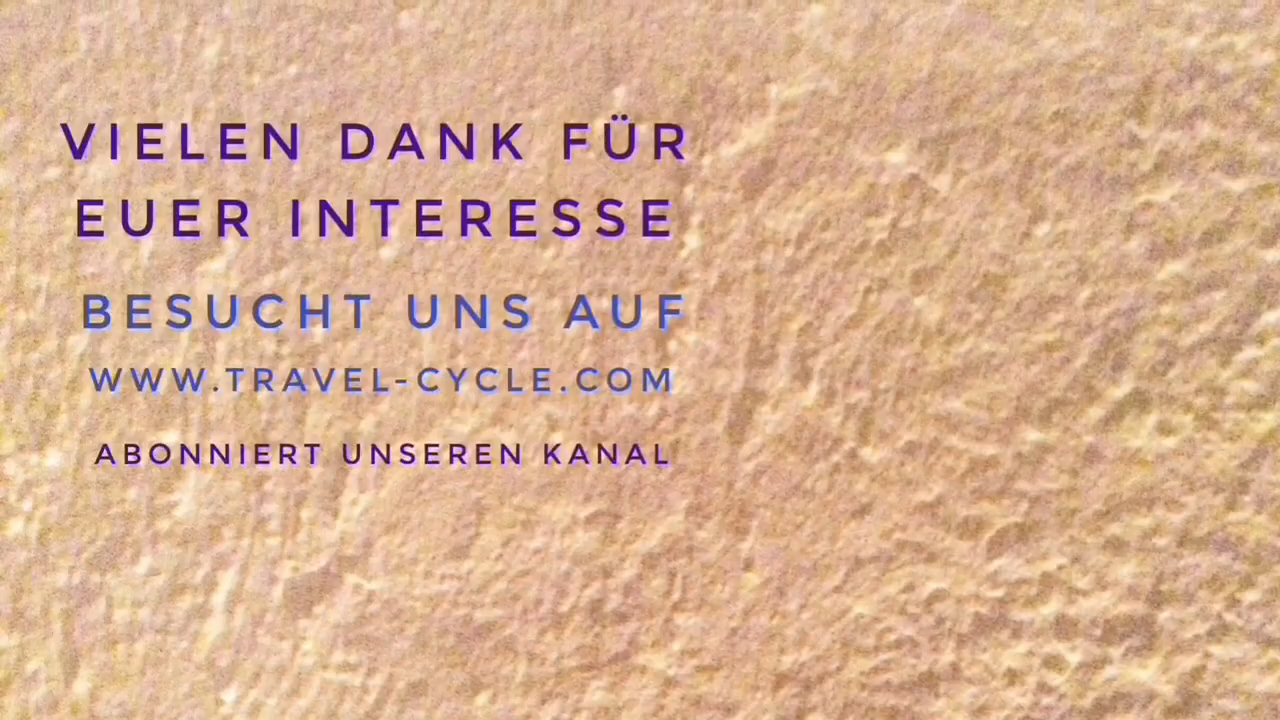 VIELEN DANK FÜR
EUER INTERESSE
BESUCHT UNS AUF
WWW.TRAVEL-CYCLE.COM
ABONNIERT UNSEREN KANAL